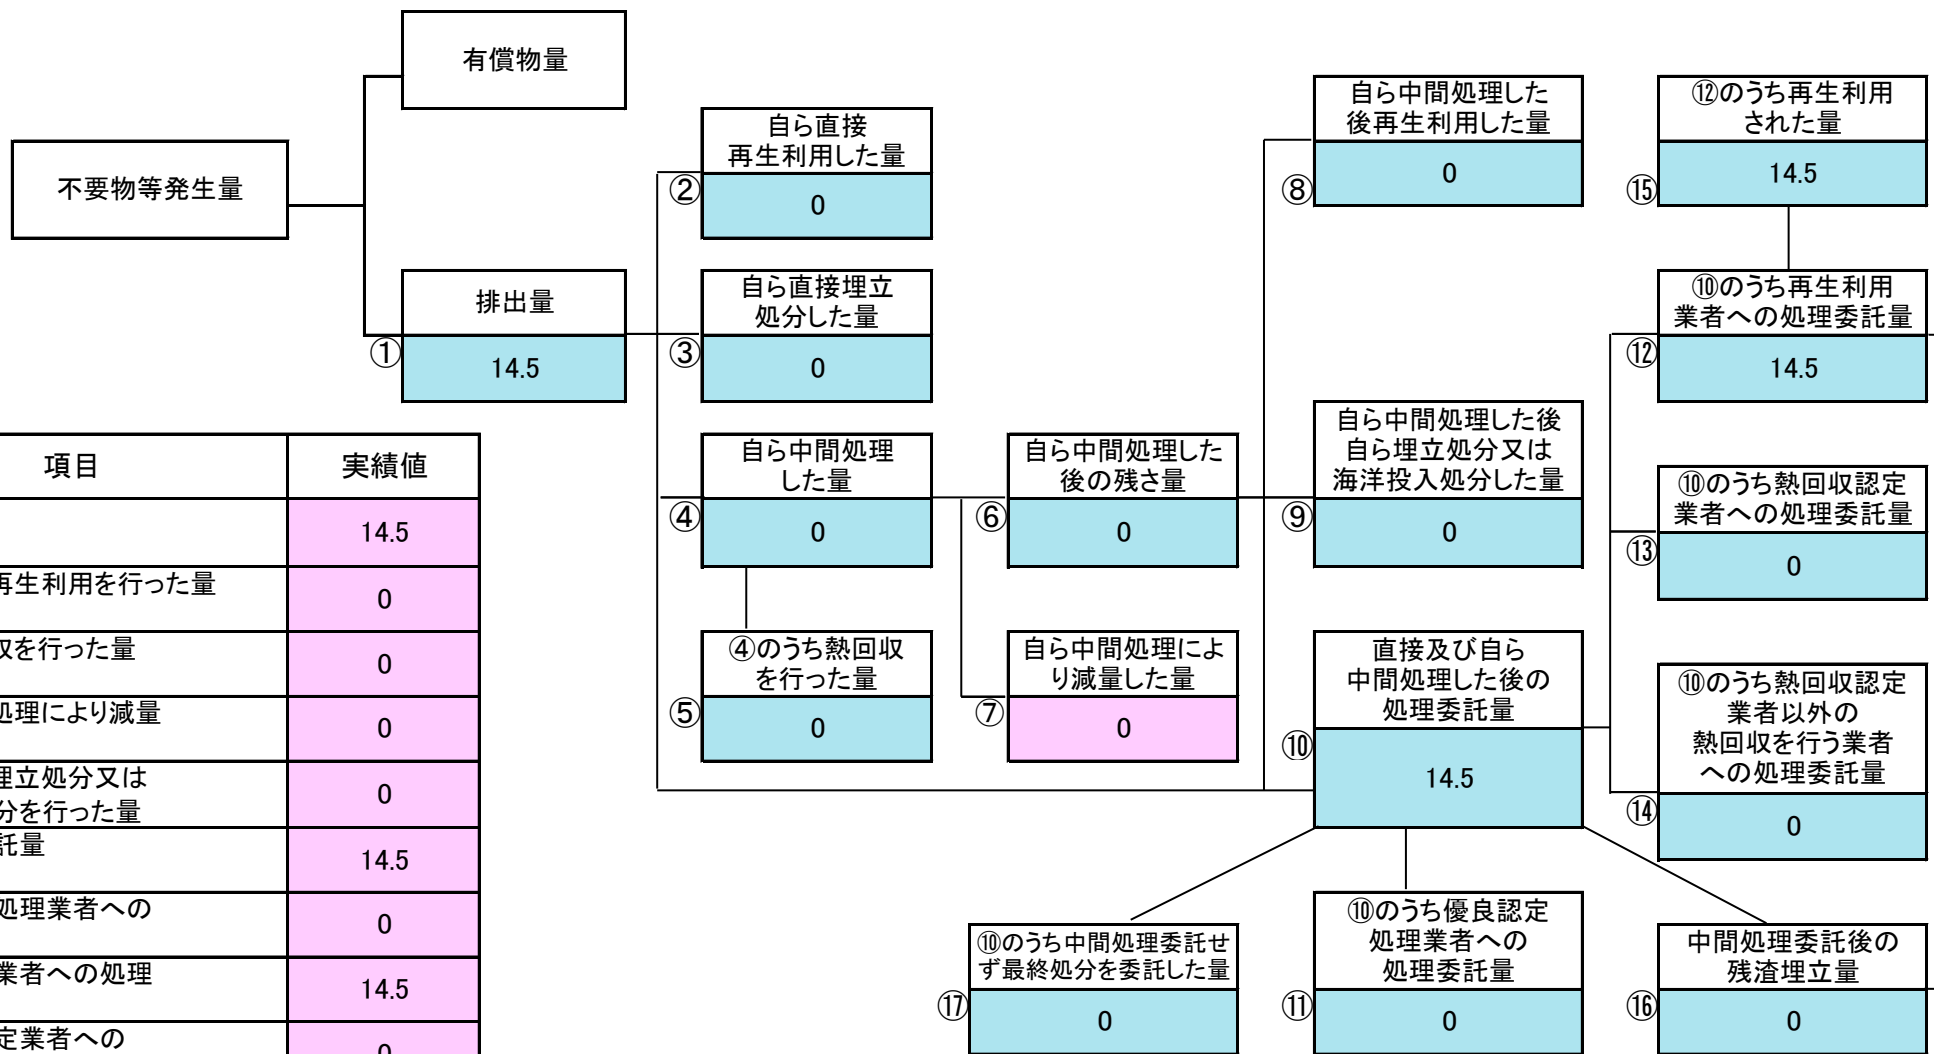 有償物量
不要物等発生量
排出量
①
14.5
自ら直接
再生利用した量
②
0
自ら直接埋立
処分した量
③
0
自ら中間処理
した量
④
0
④のうち熱回収
を行った量
⑤
0
自ら中間処理した
後の残さ量
⑥
0
自ら中間処理によ
り減量した量
⑦
0
自ら中間処理した
後再生利用した量
⑧
0
自ら中間処理した後
自ら埋立処分又は
海洋投入処分した量
⑨
0
直接及び自ら
中間処理した後の
処理委託量
⑩
14.5
⑩のうち優良認定
処理業者への
処理委託量
⑪
0
⑩のうち中間処理委託せ
ず最終処分を委託した量
⑰
0
⑫のうち再生利用
された量
⑮
14.5
⑩のうち再生利用
業者への処理委託量
⑫
14.5
⑩のうち熱回収認定
業者への処理委託量
⑬
0
⑩のうち熱回収認定
業者以外の
熱回収を行う業者
への処理委託量
⑭
0
中間処理委託後の
残渣埋立量
⑯
0
項目 実績値
14.5
再生利用を行った量 0
収を行った量 0
処理により減量 0
埋立処分又は
分を行った量 0
託量 14.5
処理業者への 0
業者への処理 14.5
定業者への 0